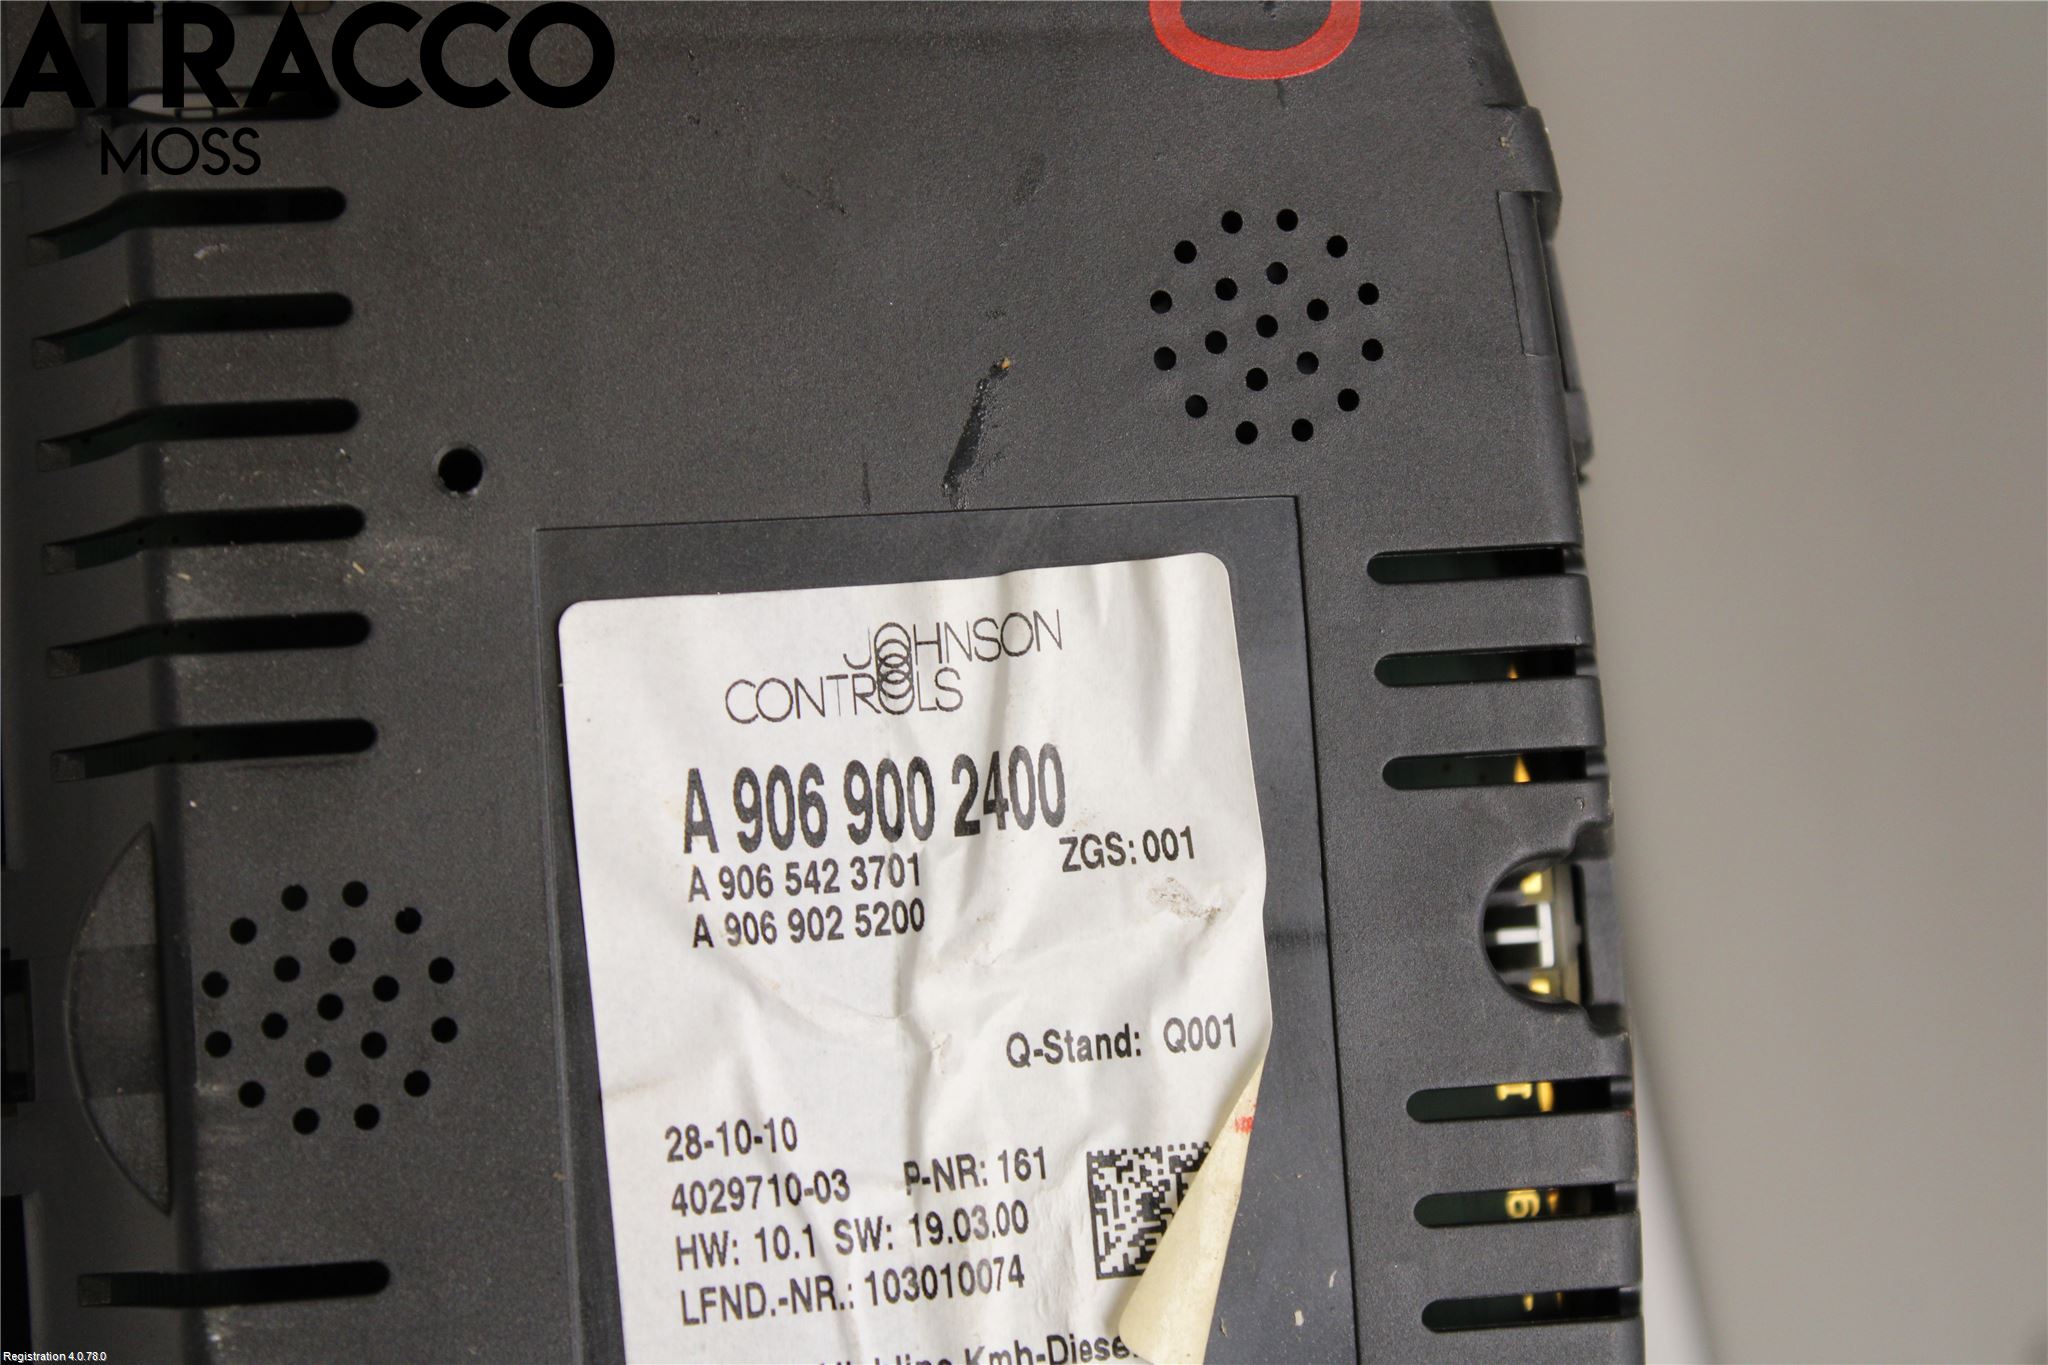 ATRACCO
MOSS
JOHNSON
CONTROLS
A 906 900 2400
ZGS: 001
A 906 542 3701
A 906 902 5200
Q-Stand: Q001
28-10-10
4029710-03 P-NR: 161
HW: 10.1 SW: 19.03.00
LFND.-NR.: 103010074
Kmh-Diese
Registration 4.0.78.0